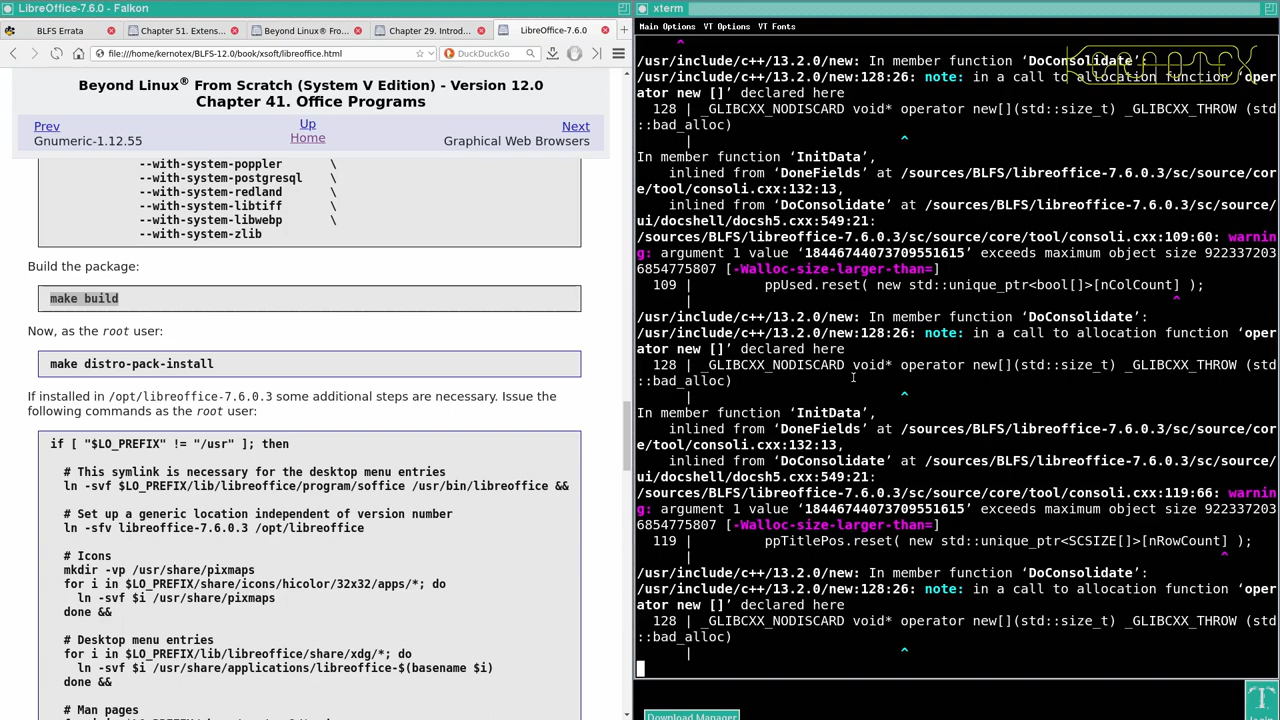 LibreOffice-7.6.0 - Falkon
BLFS Errata
Chapter 51. Extens...
Beyond Linux® Fro...
Chapter 29. Introd...
LibreOffice-7.6.0
file:///home/kernotex/BLFS-12.0/book/xsoft/libreoffice.html
DuckDuckGo
Beyond Linux® From Scratch (System V Edition) - Version 12.0
Chapter 41. Office Programs
Prev
Up
Next
Gnumeric-1.12.55
Home
Graphical Web Browsers
--with-system-poppler \
--with-system-postgresql \
--with-system-redland \
--with-system-libtiff \
--with-system-libwebp \
--with-system-zlib
Build the package:
make build
Now, as the root user:
make distro-pack-install
If installed in /opt/libreoffice-7.6.0.3 some additional steps are necessary. Issue the
following commands as the root user:
if [ "$LO_PREFIX" != "/usr" ]; then
# This symlink is necessary for the desktop menu entries
ln -svf $LO_PREFIX/lib/libreoffice/program/soffice /usr/bin/libreoffice &&
# Set up a generic location independent of version number
ln -sfv libreoffice-7.6.0.3 /opt/libreoffice
# Icons
mkdir -vp /usr/share/pixmaps
for i in $LO_PREFIX/share/icons/hicolor/32x32/apps/*; do
ln -svf $i /usr/share/pixmaps
done &&
# Desktop menu entries
for i in $LO_PREFIX/lib/libreoffice/share/xdg/*; do
ln -svf $i /usr/share/applications/libreoffice-$(basename $i)
done &&
# Man pages
xterm
Main Options VT Options VT Fonts
KERNOTEX
^
/usr/include/c++/13.2.0/new: In member function ‘DoConsolidate’:
/usr/include/c++/13.2.0/new:128:26: note: in a call to allocation function ‘oper
ator new []’ declared here
128 | _GLIBCXX_NODISCARD void* operator new[](std::size_t) _GLIBCXX_THROW (std
::bad_alloc)
| ^
In member function ‘InitData’,
inlined from ‘DoneFields’ at /sources/BLFS/libreoffice-7.6.0.3/sc/source/cor
e/tool/consoli.cxx:132:13,
inlined from ‘DoConsolidate’ at /sources/BLFS/libreoffice-7.6.0.3/sc/source/
ui/docshell/docsh5.cxx:549:21:
/sources/BLFS/libreoffice-7.6.0.3/sc/source/core/tool/consoli.cxx:109:60: warnin
g: argument 1 value ‘18446744073709551615’ exceeds maximum object size 922337203
6854775807 [-Walloc-size-larger-than=]
109 | ppUsed.reset( new std::unique_ptr<bool[]>[nColCount] );
| ^
/usr/include/c++/13.2.0/new: In member function ‘DoConsolidate’:
/usr/include/c++/13.2.0/new:128:26: note: in a call to allocation function ‘oper
ator new []’ declared here
128 | _GLIBCXX_NODISCARD void* operator new[](std::size_t) _GLIBCXX_THROW (std
::bad_alloc)
| ^
In member function ‘InitData’,
inlined from ‘DoneFields’ at /sources/BLFS/libreoffice-7.6.0.3/sc/source/cor
e/tool/consoli.cxx:132:13,
inlined from ‘DoConsolidate’ at /sources/BLFS/libreoffice-7.6.0.3/sc/source/
ui/docshell/docsh5.cxx:549:21:
/sources/BLFS/libreoffice-7.6.0.3/sc/source/core/tool/consoli.cxx:119:66: warnin
g: argument 1 value ‘18446744073709551615’ exceeds maximum object size 922337203
6854775807 [-Walloc-size-larger-than=]
119 | ppTitlePos.reset( new std::unique_ptr<SCSIZE[]>[nRowCount] );
| ^
/usr/include/c++/13.2.0/new: In member function ‘DoConsolidate’:
/usr/include/c++/13.2.0/new:128:26: note: in a call to allocation function ‘oper
ator new []’ declared here
128 | _GLIBCXX_NODISCARD void* operator new[](std::size_t) _GLIBCXX_THROW (std
::bad_alloc)
| ^
Download Manager